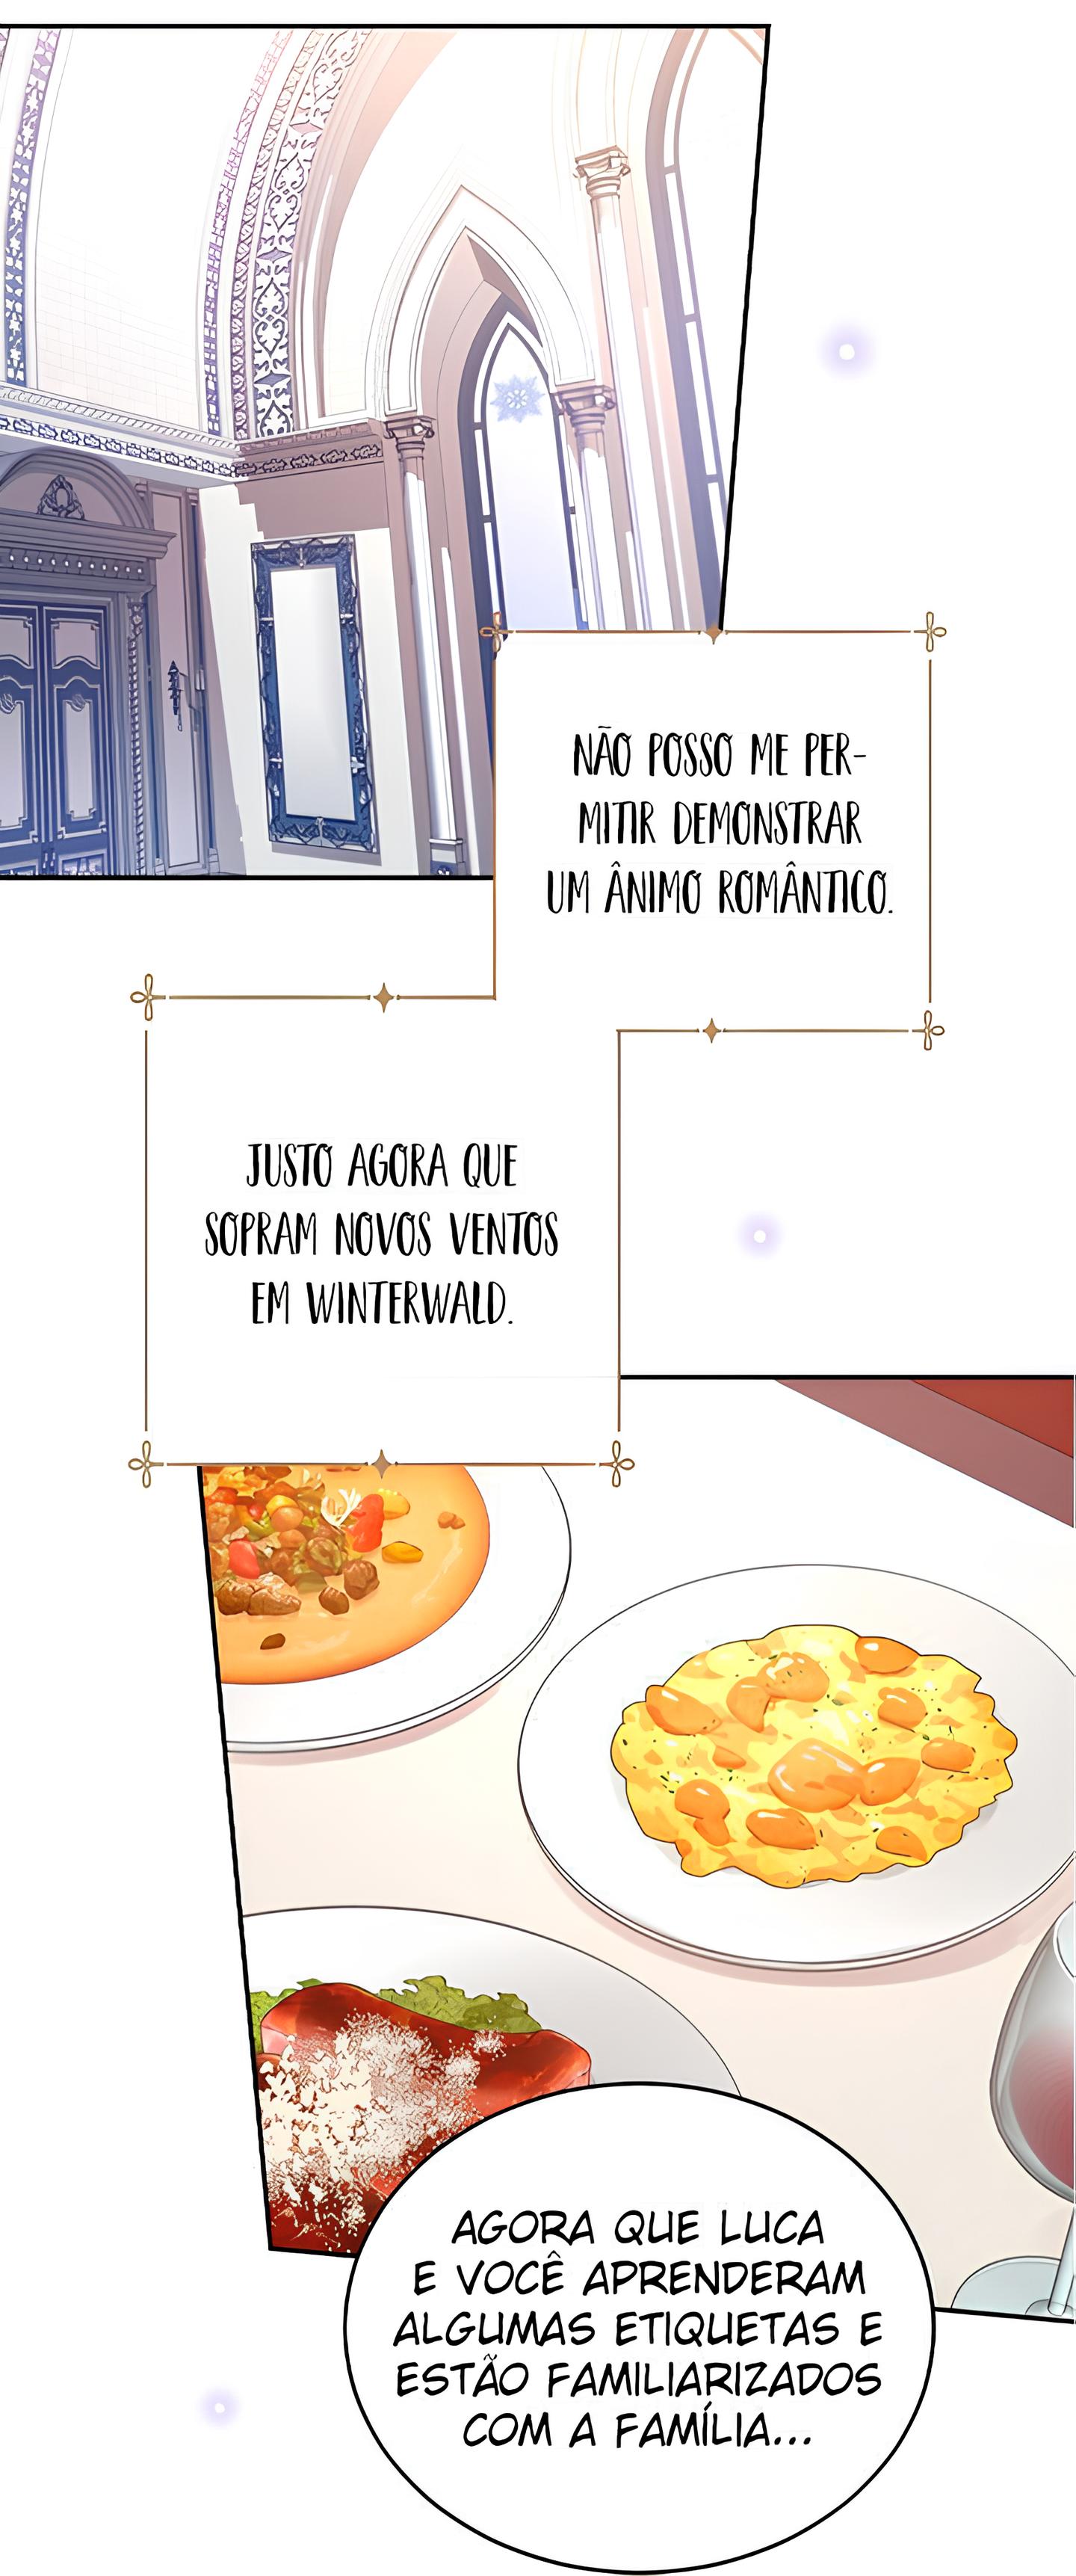 NÃO POSSO ME PER-
MITIR DEMONSTRAR
UM ÂNIMO ROMÂNTICO.
JUSTO AGORA QUE
SOPRAM NOVOS VENTOS
EM WINTERWALD.
AGORA QUE LUCA
E VOCÊ APRENDERAM
ALGUMAS ETIQUETAS E
ESTÃO FAMILIARIZADOS
COM A FAMÍLIA...